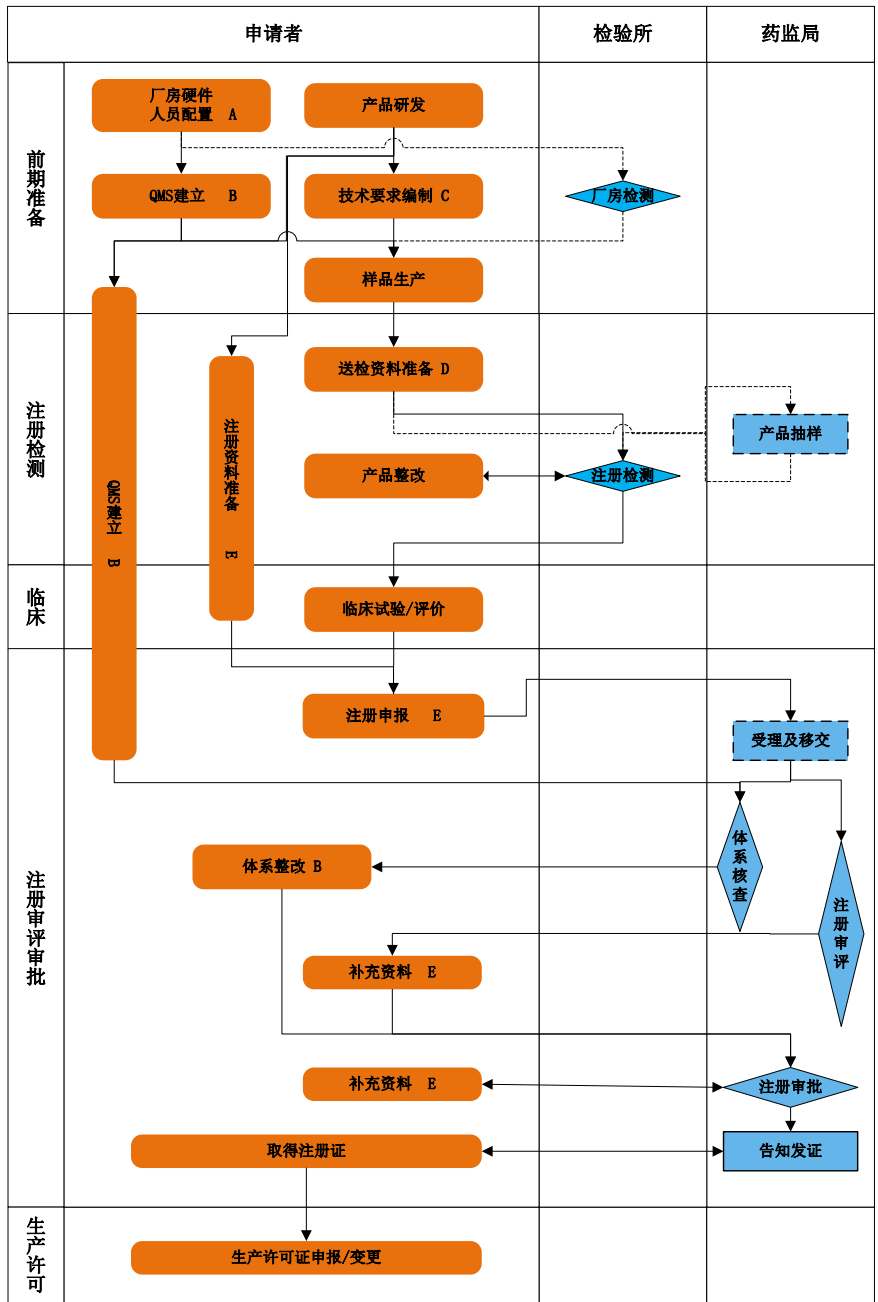 申请者
检验所
药监局
前期准备
厂房硬件
人员配置 A
产品研发
QMS建立 B
技术要求编制 C
厂房检测
样品生产
注册检测
送检资料准备 D
产品抽样
QMS建立 B
注册资料准备 E
产品整改
注册检测
临床
临床试验/评价
注册审评审批
注册申报 E
受理及移交
体系整改 B
体系核查
注册审评
补充资料 E
补充资料 E
注册审批
取得注册证
告知发证
生产许可
生产许可证申报/变更